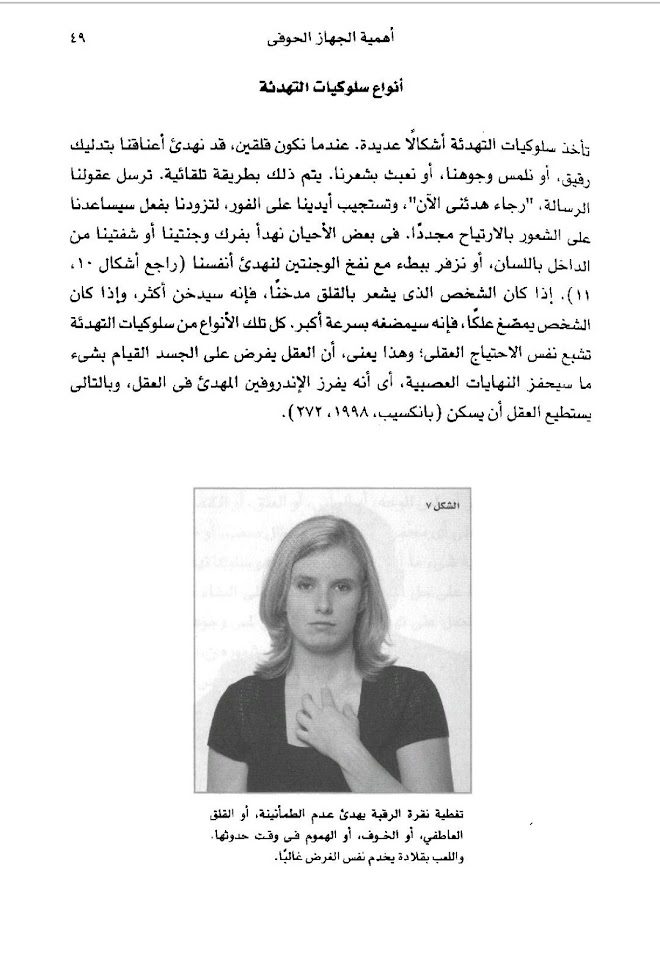 أهمية الجهاز الحوفى
٤٩
أنواع سلوكيات التهدئة
تأخذ سلوكيات التهدئة أشكالًا عديدة. عندما نكون قلقين، قد نهدئ أعناقنا بتدليك
رقيق، أو نلمس وجوهنا، أو نعبث بشعرنا. يتم ذلك بطريقة تلقائية. ترسل عقولنا
الرسالة، "رجاء هدئنى الآن"، وتستجيب أيدينا على الفور، لتزودنا بفعل سيساعدنا
على الشعور بالارتياح مجددًا. فى بعض الأحيان نهدأ بفرك وجنتينا أو شفتينا من
الداخل باللسان، أو نزفر ببطء مع نفخ الوجنتين لنهدئ أنفسنا (راجع أشكال ١٠،
١١). إذا كان الشخص الذى يشعر بالقلق مدخنًا، فإنه سيدخن أكثر، وإذا كان
الشخص يمضغ علكًا، فإنه سيمضغه بسرعة أكبر. كل تلك الأنواع من سلوكيات التهدئة
تشبع نفس الاحتياج العقلى؛ وهذا يعنى، أن العقل يفرض على الجسد القيام بشىء
ما سيحفز النهايات العصبية، أى أنه يفرز الإندروفين المهدئ فى العقل، وبالتالى
يستطيع العقل أن يسكن (بانكسيب، ١٩٩٨، ٢٧٢).
الشكل ٧
تغطية نقرة الرقبة يهدئ عدم الطمأنينة، أو القلق
العاطفي، أو الخوف، أو الهموم فى وقت حدوثها.
واللعب بقلادة يخدم نفس الغرض غالبًا.